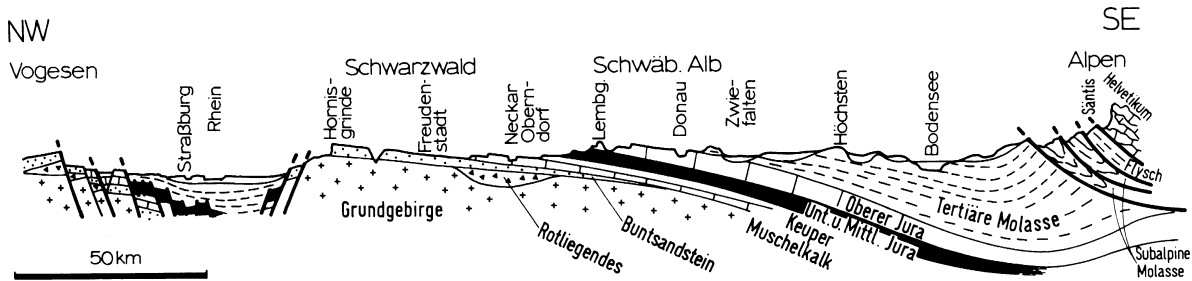 NW
SE
Vogesen
Schwarzwald
Schwäb. Alb
Alpen
Straßburg
Rhein
Hornis-
grinde
Freuden-
stadt
Neckar
Obern-
dorf
Lembg.
Donau
Zwie-
falten
Höchsten
Bodensee
Säntis
Helvetikum
Flysch
Grundgebirge
Rotliegendes
Buntsandstein
Muschelkalk
Keuper
Unt. u. Mittl. Jura
Oberer Jura
Tertiäre Molasse
Subalpine
Molasse
50 km